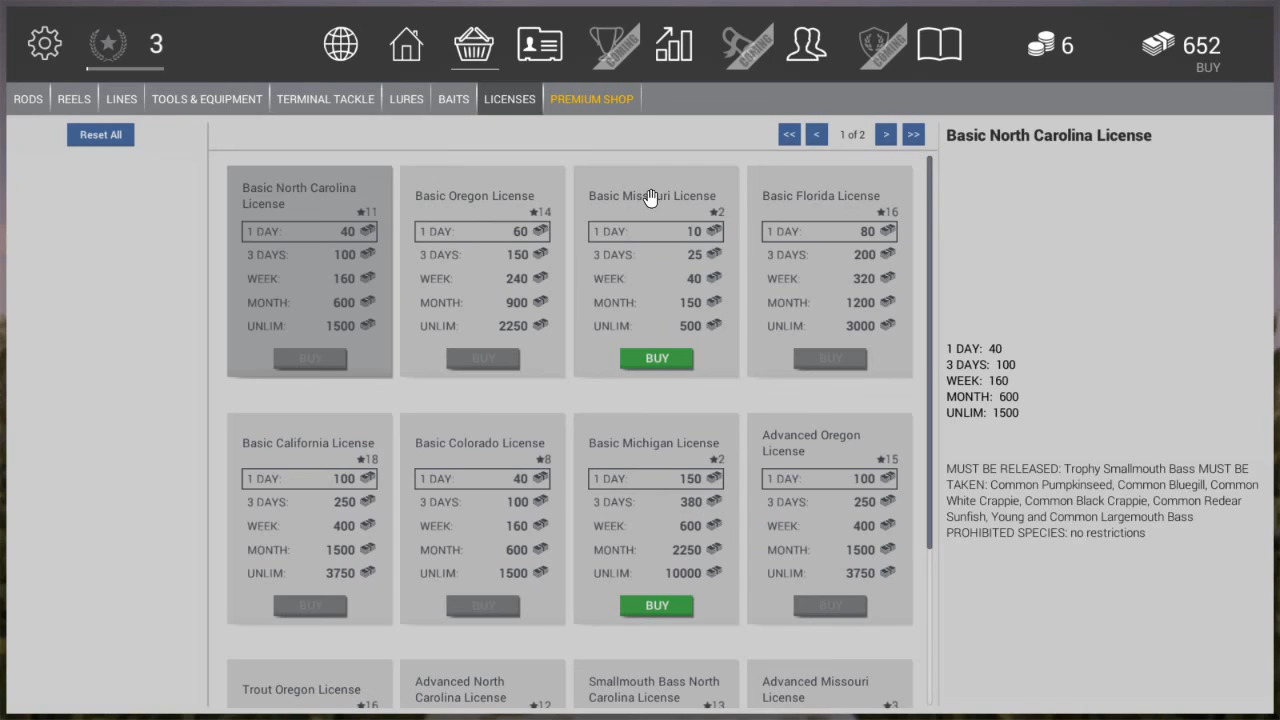 3
COMING
COMING
COMING
6
652
BUY
RODS REELS LINES TOOLS & EQUIPMENT TERMINAL TACKLE LURES BAITS LICENSES PREMIUM SHOP
Reset All
<< < 1 of 2 > >>
Basic North Carolina
License
★11
1 DAY: 40
3 DAYS: 100
WEEK: 160
MONTH: 600
UNLIM: 1500
BUY
Basic Oregon License
★14
1 DAY: 60
3 DAYS: 150
WEEK: 240
MONTH: 900
UNLIM: 2250
BUY
Basic Missouri License
★2
1 DAY: 10
3 DAYS: 25
WEEK: 40
MONTH: 150
UNLIM: 500
BUY
Basic Florida License
★16
1 DAY: 80
3 DAYS: 200
WEEK: 320
MONTH: 1200
UNLIM: 3000
BUY
Basic California License
★18
1 DAY: 100
3 DAYS: 250
WEEK: 400
MONTH: 1500
UNLIM: 3750
BUY
Basic Colorado License
★8
1 DAY: 40
3 DAYS: 100
WEEK: 160
MONTH: 600
UNLIM: 1500
BUY
Basic Michigan License
★2
1 DAY: 150
3 DAYS: 380
WEEK: 600
MONTH: 2250
UNLIM: 10000
BUY
Advanced Oregon
License
★15
1 DAY: 100
3 DAYS: 250
WEEK: 400
MONTH: 1500
UNLIM: 3750
BUY
Trout Oregon License
★16
Advanced North
Carolina License
★12
Smallmouth Bass North
Carolina License
★13
Advanced Missouri
License
★3
Basic North Carolina License
1 DAY: 40
3 DAYS: 100
WEEK: 160
MONTH: 600
UNLIM: 1500
MUST BE RELEASED: Trophy Smallmouth Bass MUST BE
TAKEN: Common Pumpkinseed, Common Bluegill, Common
White Crappie, Common Black Crappie, Common Redear
Sunfish, Young and Common Largemouth Bass
PROHIBITED SPECIES: no restrictions